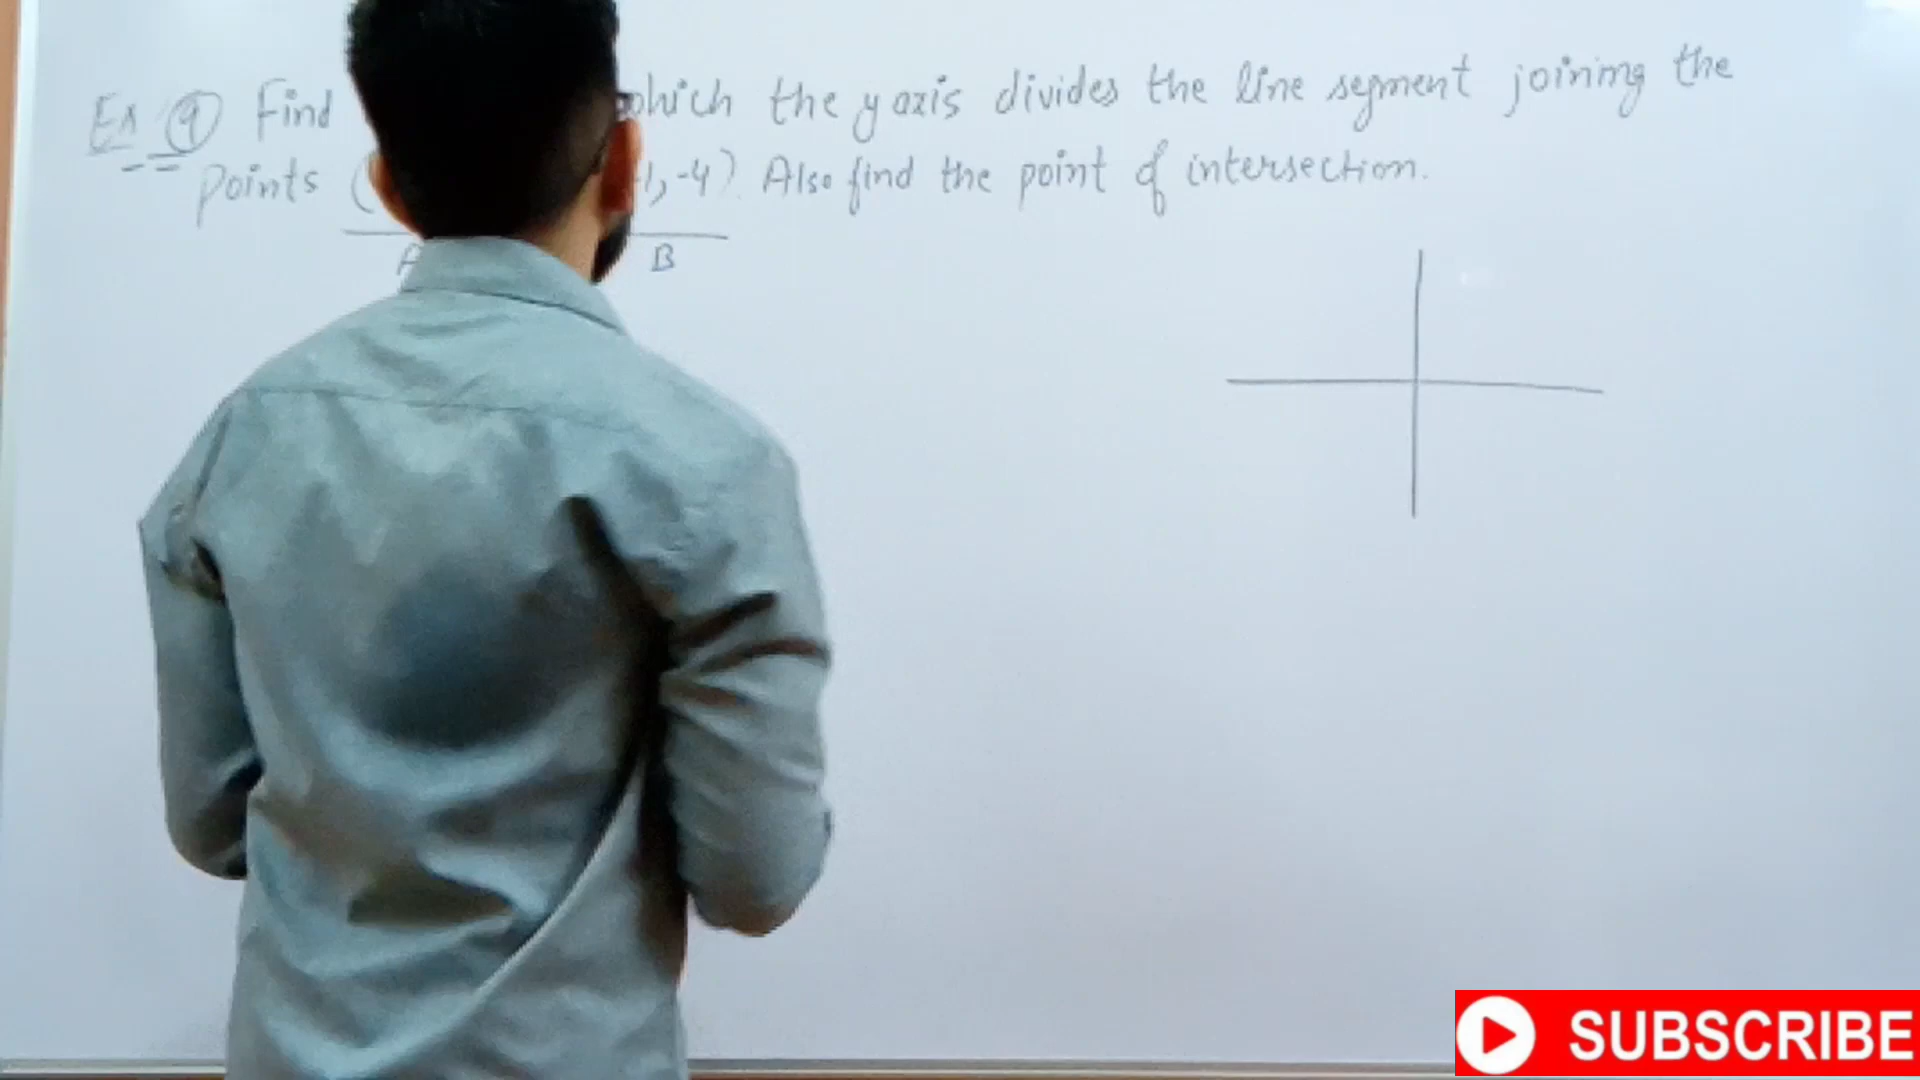 Ex 9 Find which the y axis divides the line segment joining the
points ( 1, -4). Also find the point of intersection.
A B
SUBSCRIBE